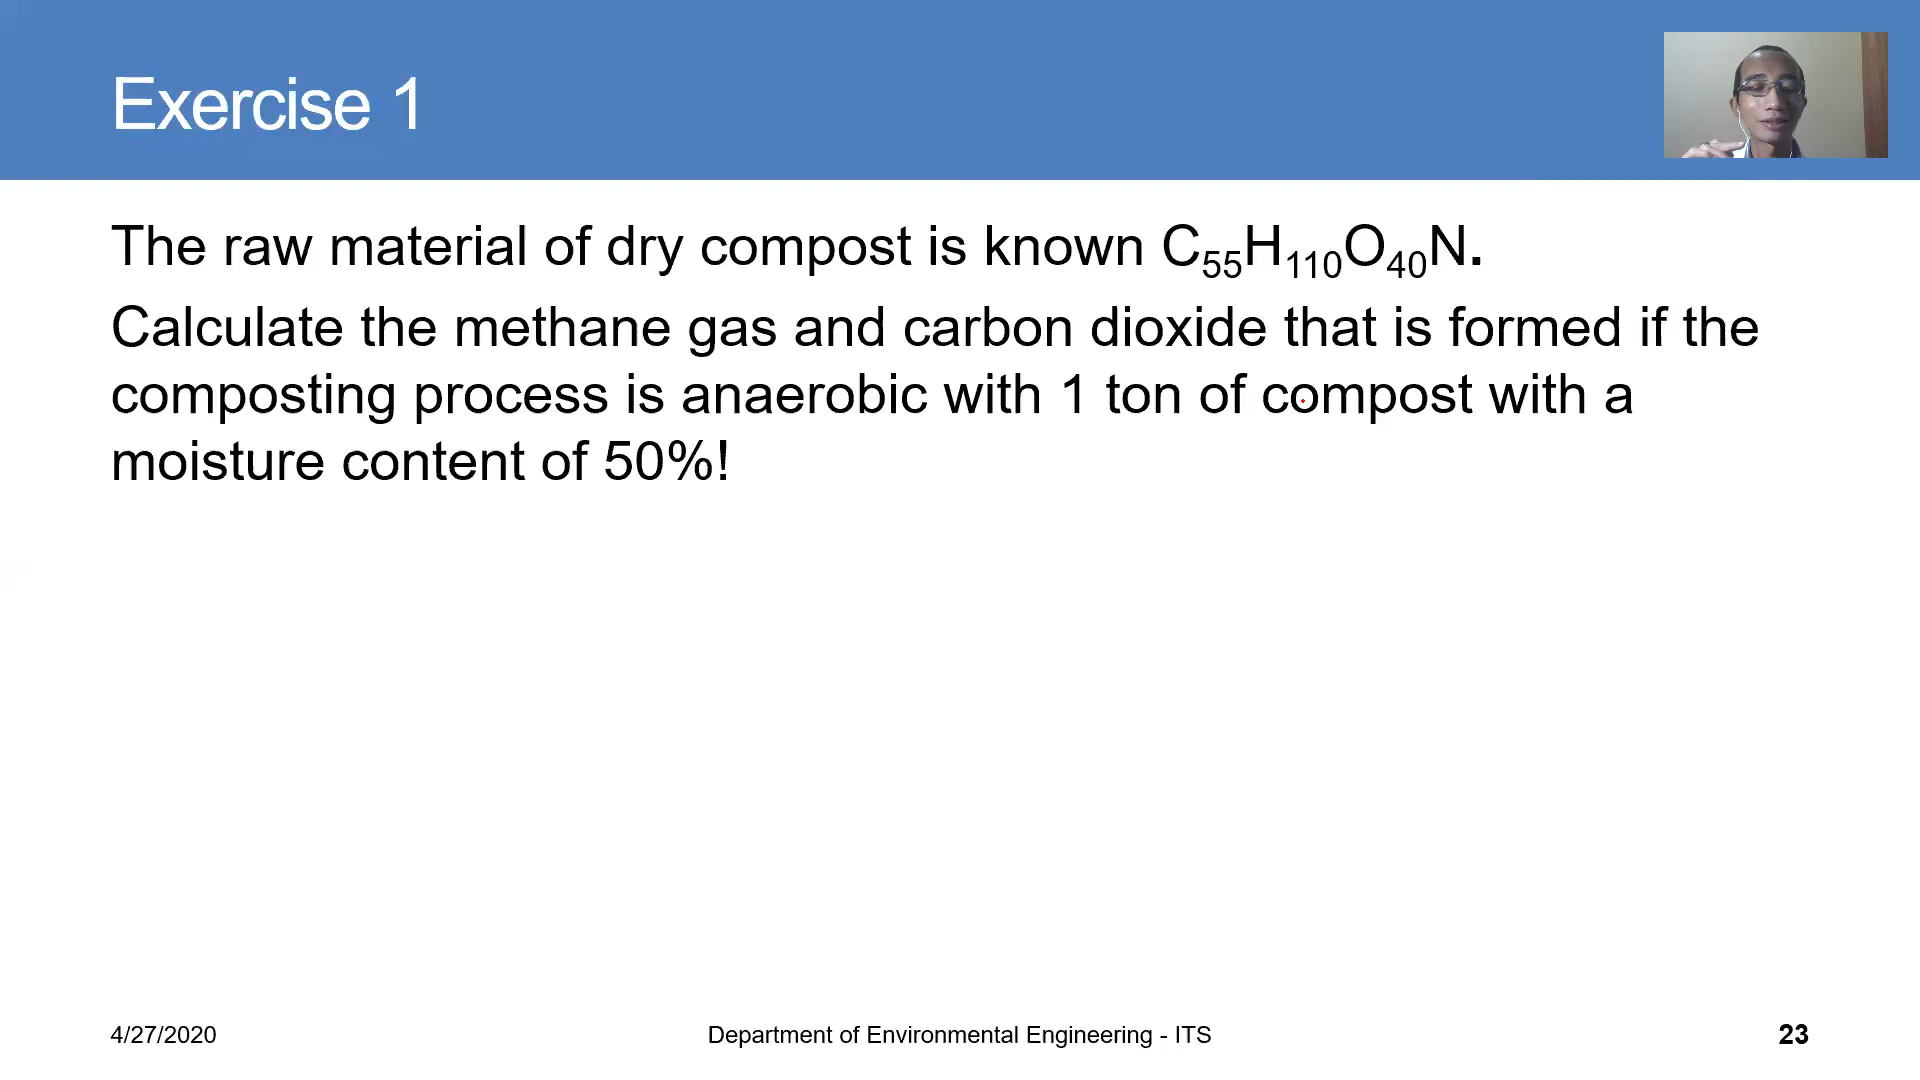 Exercise 1
The raw material of dry compost is known C₅₅H₁₁₀O₄₀N.
Calculate the methane gas and carbon dioxide that is formed if the
composting process is anaerobic with 1 ton of compost with a
moisture content of 50%!
4/27/2020
Department of Environmental Engineering - ITS
23